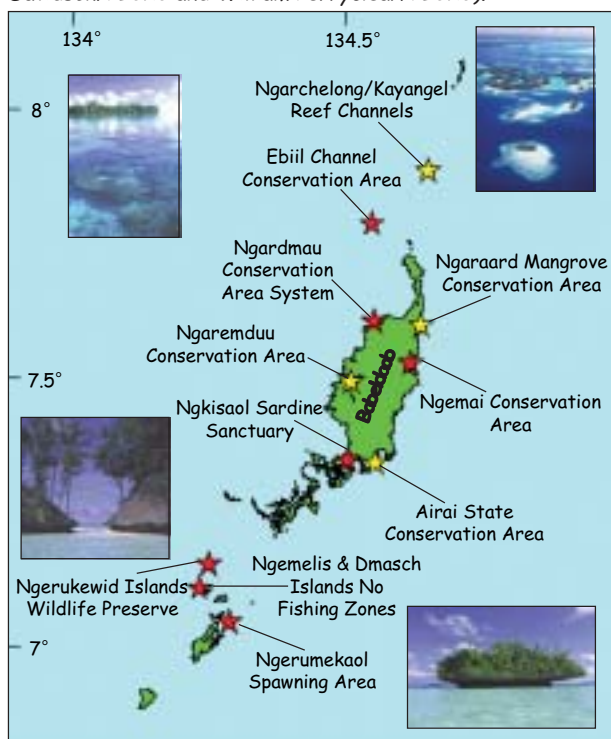 134°
134.5°
8°
Ngarchelong/Kayangel
Reef Channels
Ebiil Channel
Conservation Area
Ngardmau
Conservation
Area System
Ngaraard Mangrove
Conservation Area
Ngaremduu
Conservation Area
7.5°
Babeldaob
Ngkisaol Sardine
Sanctuary
Ngemai Conservation
Area
Airai State
Conservation Area
Ngerukewid Islands
Wildlife Preserve
Ngemelis & Dmasch
Islands No
Fishing Zones
7°
Ngerumekaol
Spawning Area